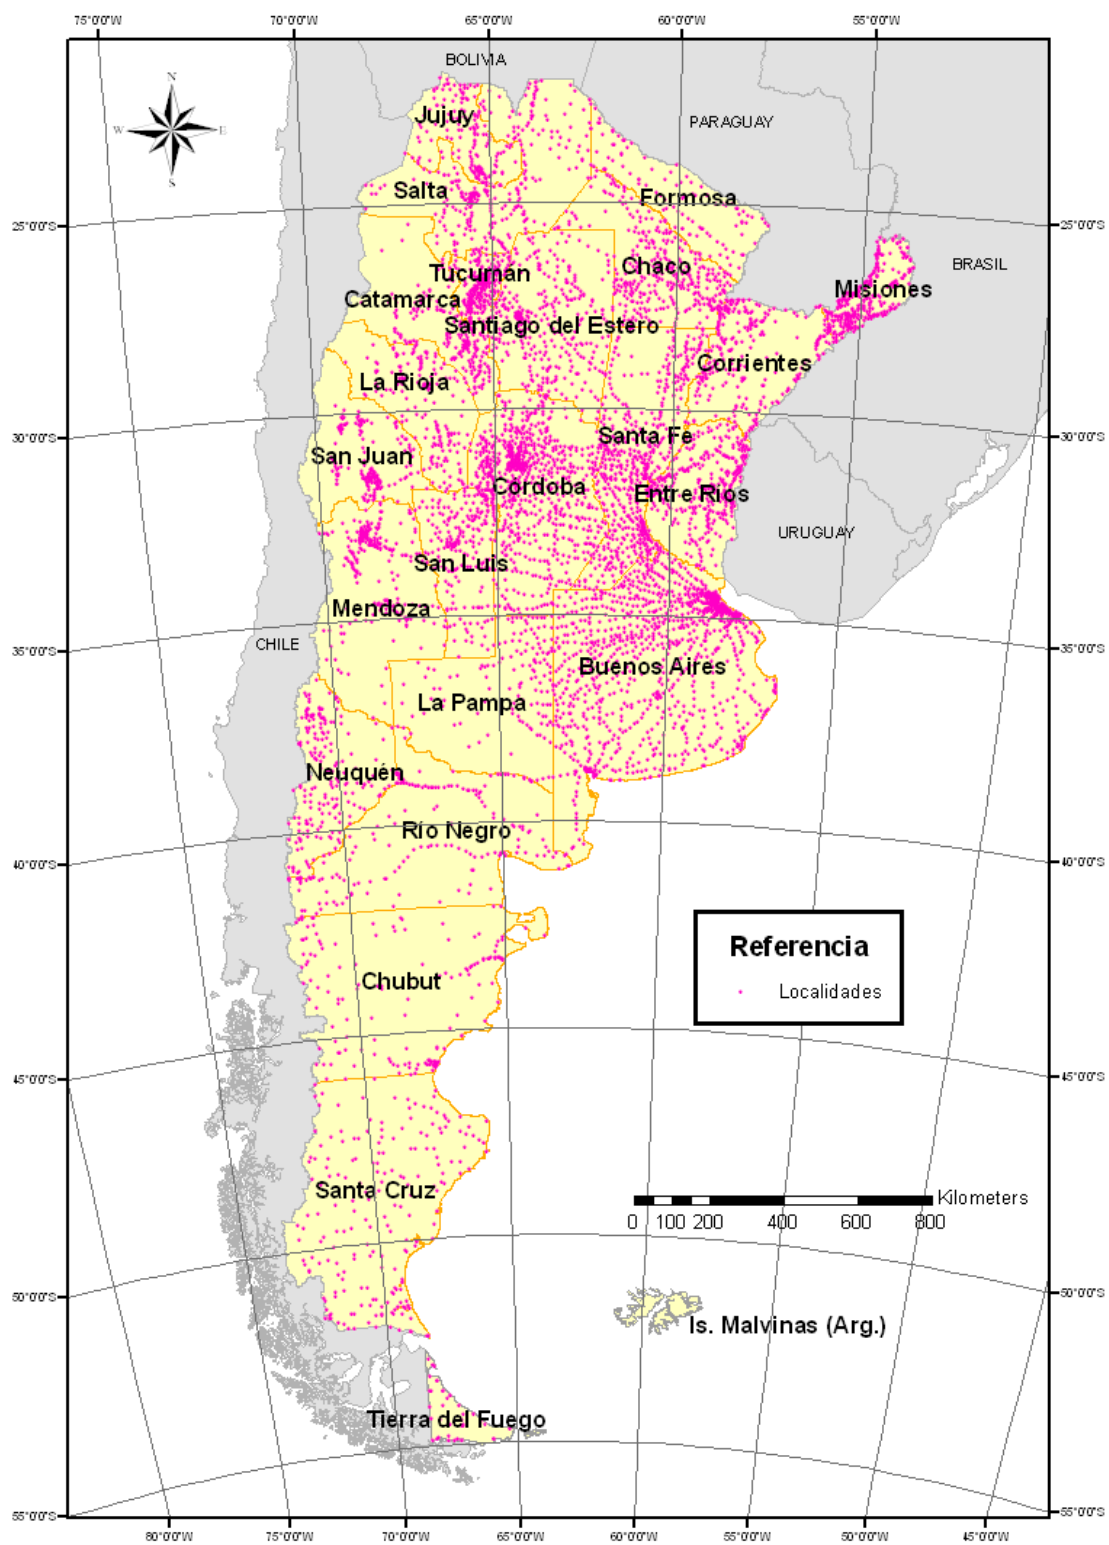 75°0'0"W 70°0'0"W 65°0'0"W 60°0'0"W 55°0'0"W
BOLIVIA
N
W E
S
Jujuy
PARAGUAY
Salta
Formosa
25°0'0"S 25°0'0"S
Tucumán
Chaco
BRASIL
Catamarca
Misiones
Santiago del Estero
La Rioja
Corrientes
30°0'0"S 30°0'0"S
San Juan
Santa Fe
Córdoba
Entre Rios
URUGUAY
San Luis
Mendoza
CHILE
35°0'0"S 35°0'0"S
Buenos Aires
La Pampa
Neuquén
Río Negro
40°0'0"S 40°0'0"S
Referencia
Localidades
Chubut
45°0'0"S 45°0'0"S
Santa Cruz
Kilometers
0 100 200 400 600 800
50°0'0"S 50°0'0"S
Is. Malvinas (Arg.)
Tierra del Fuego
55°0'0"S 55°0'0"S
80°0'0"W 75°0'0"W 70°0'0"W 65°0'0"W 60°0'0"W 55°0'0"W 50°0'0"W 45°0'0"W